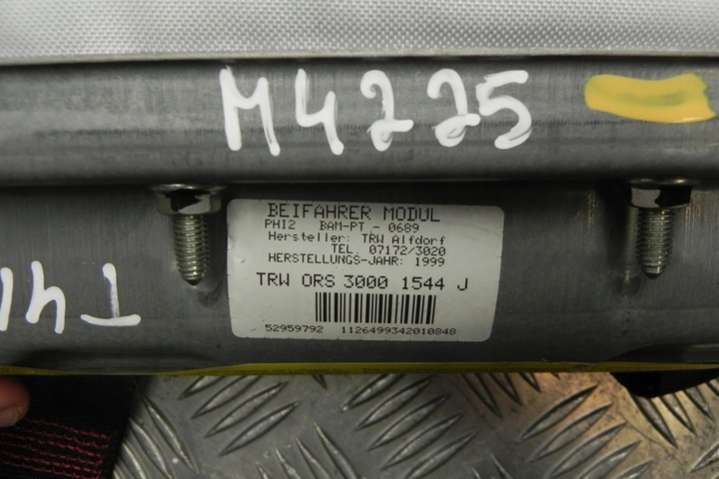 M4225
BEIFAHRER MODUL
PHI2 BAM-PT - 0689
Hersteller: TRW Alfdorf
TEL 07172/3020
HERSTELLUNGS-JAHR: 1999
TRW ORS 3000 1544 J
52959792 1126499342010848